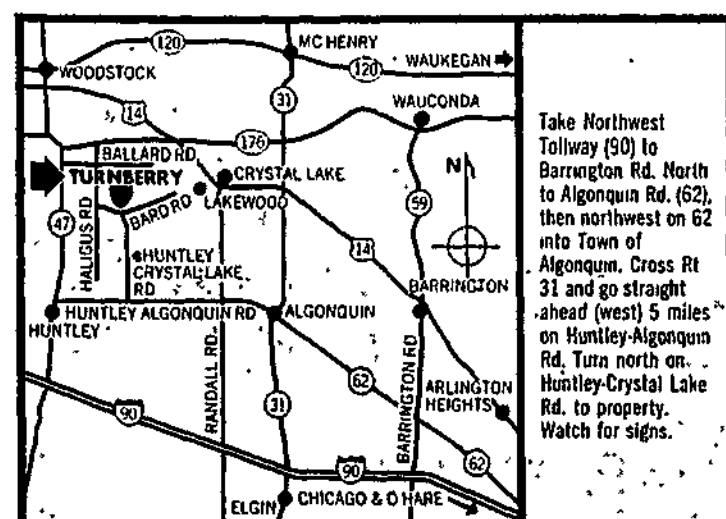 MC HENRY
120
WAUKEGAN
WOODSTOCK
120
14
31
WAUCONDA
176
BALLARD RD
TURNBERRY
CRYSTAL LAKE
N
LAKEWOOD
BARD RD
59
47
HALIGUS RD
14
HUNTLEY
CRYSTAL LAKE
RD
BARRINGTON
HUNTLEY ALGONQUIN RD
ALGONQUIN
HUNTLEY
RANDALL RD.
BARRINGTON RD
62
ARLINGTON
HEIGHTS
90
31
62
90
ELGIN
CHICAGO & O HARE
Take Northwest
Tollway (90) to
Barrington Rd. North
to Algonquin Rd. (62),
then northwest on 62
into Town of
Algonquin. Cross Rt
31 and go straight
ahead (west) 5 miles
on Huntley-Algonquin
Rd. Turn north on
Huntley-Crystal Lake
Rd. to property.
Watch for signs.